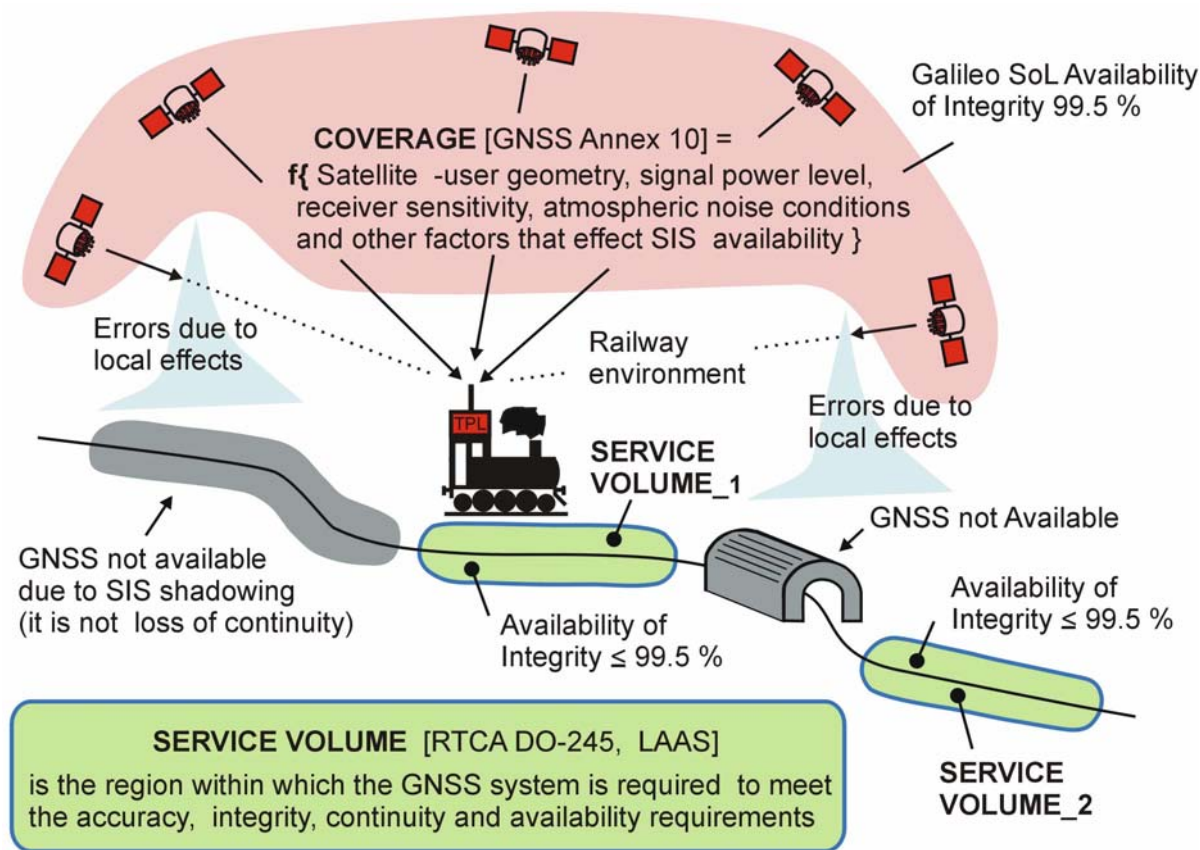 Galileo SoL Availability
of Integrity 99.5 %
COVERAGE [GNSS Annex 10] =
f{ Satellite -user geometry, signal power level,
receiver sensitivity, atmospheric noise conditions
and other factors that effect SIS availability }
Errors due to
local effects
Railway
environment
Errors due to
local effects
TPL
SERVICE
VOLUME_1
GNSS not Available
GNSS not available
due to SIS shadowing
(it is not loss of continuity)
Availability of
Integrity ≤ 99.5 %
Availability of
Integrity ≤ 99.5 %
SERVICE VOLUME [RTCA DO-245, LAAS]
is the region within which the GNSS system is required to meet
the accuracy, integrity, continuity and availability requirements
SERVICE
VOLUME_2